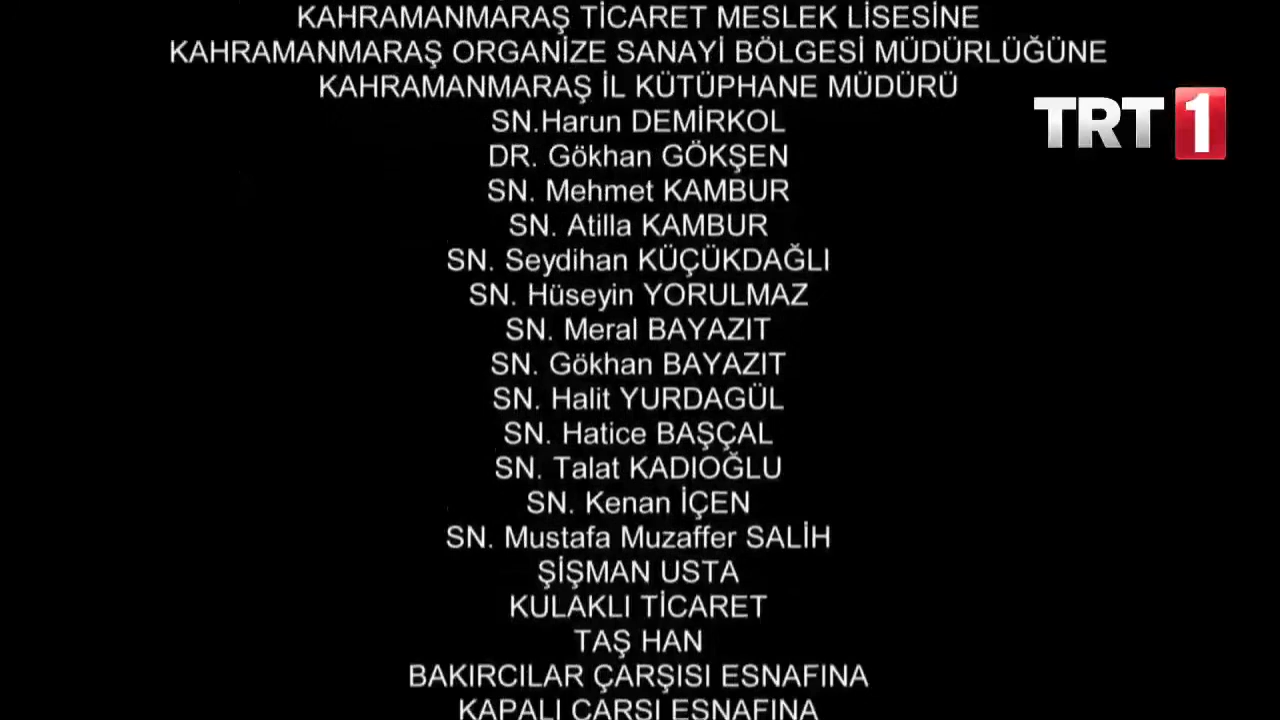 KAHRAMANMARAŞ TİCARET MESLEK LİSESİNE
KAHRAMANMARAŞ ORGANİZE SANAYİ BÖLGESİ MÜDÜRLÜĞÜNE
KAHRAMANMARAŞ İL KÜTÜPHANE MÜDÜRÜ
TRT 1
SN.Harun DEMİRKOL
DR. Gökhan GÖKŞEN
SN. Mehmet KAMBUR
SN. Atilla KAMBUR
SN. Seydihan KÜÇÜKDAĞLI
SN. Hüseyin YORULMAZ
SN. Meral BAYAZIT
SN. Gökhan BAYAZIT
SN. Halit YURDAGÜL
SN. Hatice BAŞÇAL
SN. Talat KADIOĞLU
SN. Kenan İÇEN
SN. Mustafa Muzaffer SALİH
ŞİŞMAN USTA
KULAKLI TİCARET
TAŞ HAN
BAKIRCILAR ÇARŞISI ESNAFINA
KAPALI ÇARŞI ESNAFINA